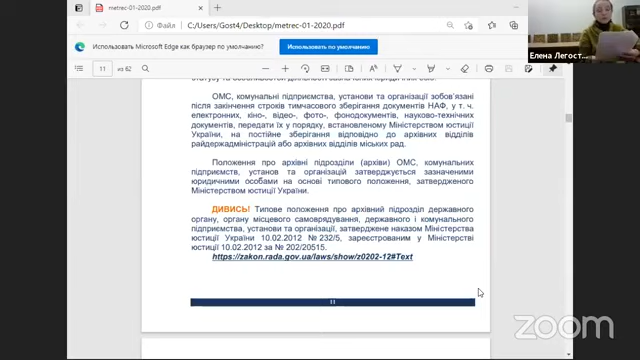 metrec-01-2020.pdf
C:/Users/Gost4/Desktop/metrec-01-2020.pdf
Использовать Microsoft Edge как браузер по умолчанию?
Использовать по умолчанию
11
из 62
ОМС, комунальні підприємства, установи та організації зобов'язані
після закінчення строків тимчасового зберігання документів НАФ, у т. ч.
електронних, кіно-, відео-, фото-, фонодокументів, науково-технічних
документів, передати їх у порядку, встановленому Міністерством юстиції
України, на постійне зберігання відповідно до архівних відділів
райдержадміністрацій або архівних відділів міських рад.
Положення про архівні підрозділи (архіви) ОМС, комунальних
підприємств, установ та організацій затверджується зазначеними
юридичними особами на основі типового положення, затвердженого
Міністерством юстиції України.
ДИВИСЬ! Типове положення про архівний підрозділ державного
органу, органу місцевого самоврядування, державного і комунального
підприємства, установи та організації, затверджене наказом Міністерства
юстиції України 10.02.2012 № 232/5, зареєстрованим у Міністерстві
юстиції 10.02.2012 за № 202/20515.
https://zakon.rada.gov.ua/laws/show/z0202-12#Text
11
Елена Легост...
zoom